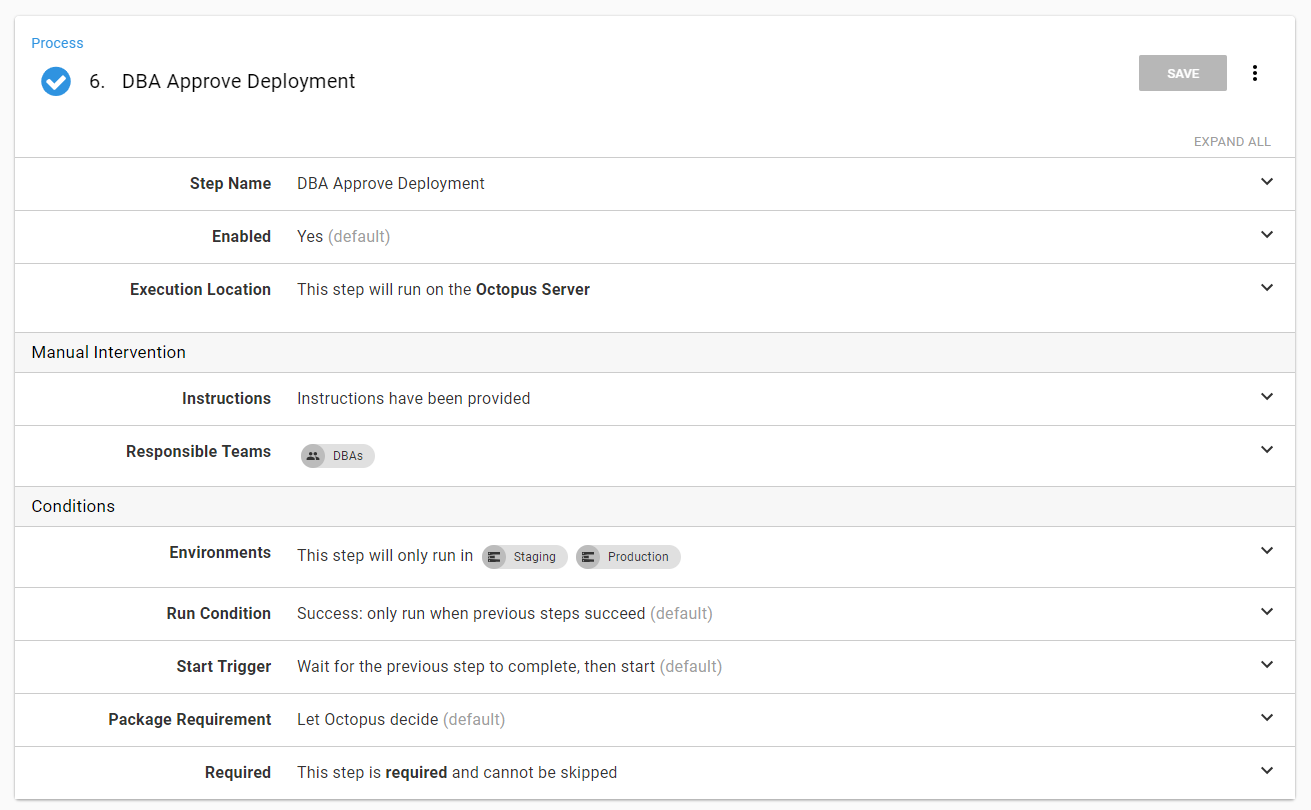 Process
6. DBA Approve Deployment
SAVE
EXPAND ALL
Step Name DBA Approve Deployment
Enabled Yes (default)
Execution Location This step will run on the Octopus Server
Manual Intervention
Instructions Instructions have been provided
Responsible Teams DBAs
Conditions
Environments This step will only run in Staging Production
Run Condition Success: only run when previous steps succeed (default)
Start Trigger Wait for the previous step to complete, then start (default)
Package Requirement Let Octopus decide (default)
Required This step is required and cannot be skipped